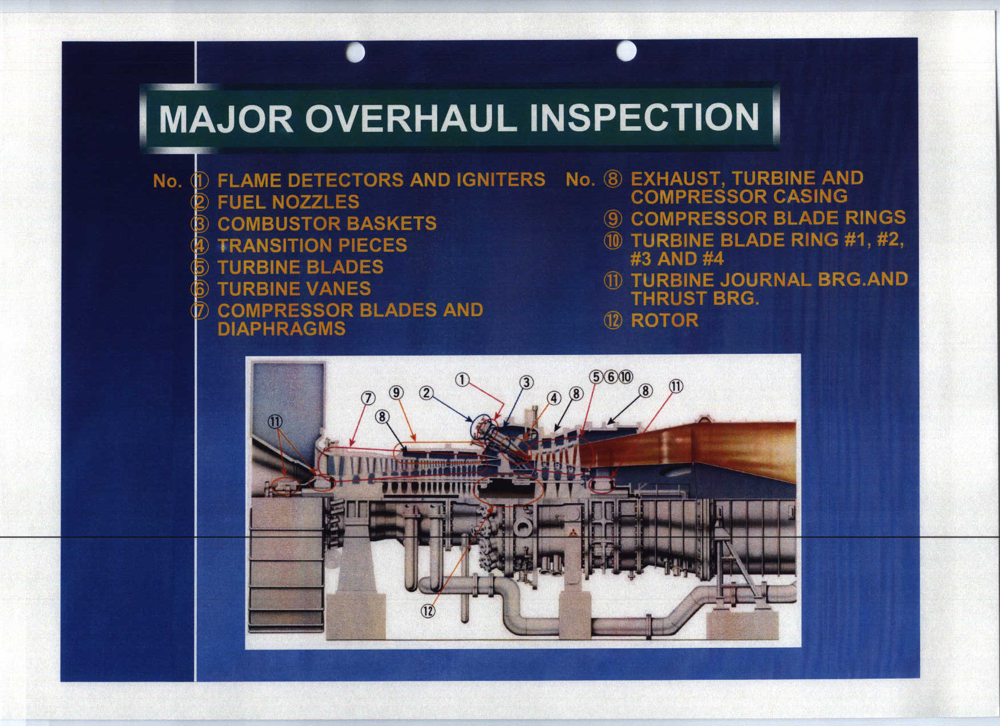 MAJOR OVERHAUL INSPECTION
No. ① FLAME DETECTORS AND IGNITERS
② FUEL NOZZLES
③ COMBUSTOR BASKETS
④ TRANSITION PIECES
⑤ TURBINE BLADES
⑥ TURBINE VANES
⑦ COMPRESSOR BLADES AND
DIAPHRAGMS
No. ⑧ EXHAUST, TURBINE AND
COMPRESSOR CASING
⑨ COMPRESSOR BLADE RINGS
⑩ TURBINE BLADE RING #1, #2,
#3 AND #4
⑪ TURBINE JOURNAL BRG.AND
THRUST BRG.
⑫ ROTOR
① ③ ⑤⑥⑩
⑦ ⑨ ② ④ ⑧ ⑧ ⑪
⑪ ⑧
⑫